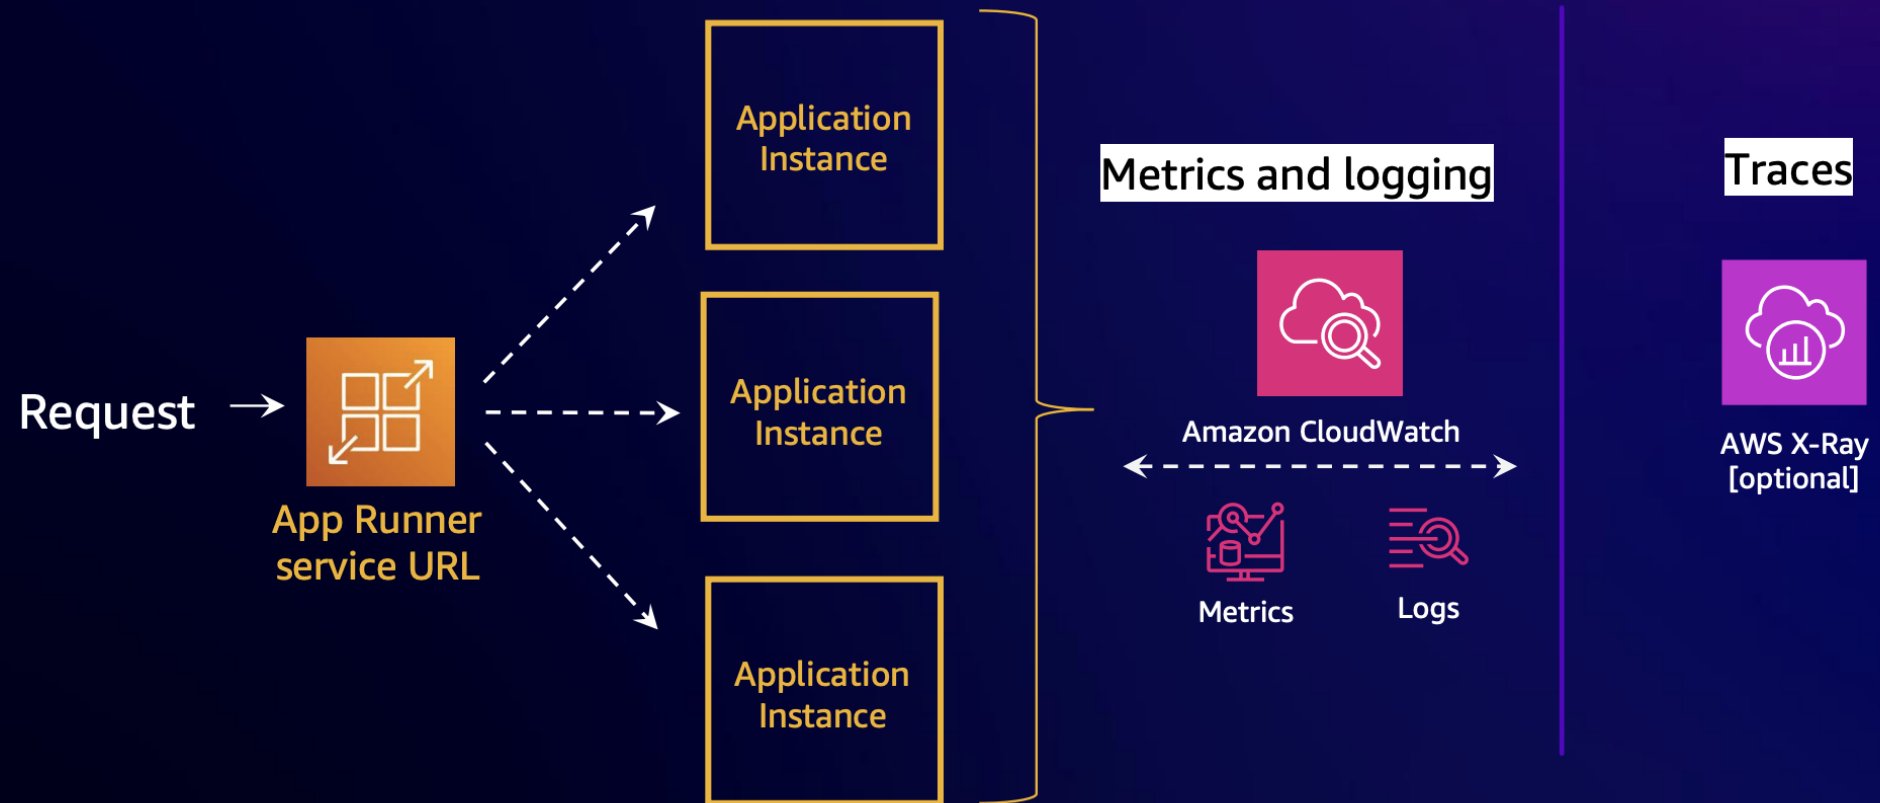 Request
App Runner
service URL
Application
Instance
Application
Instance
Application
Instance
Metrics and logging
Amazon CloudWatch
Metrics
Logs
Traces
AWS X-Ray
[optional]